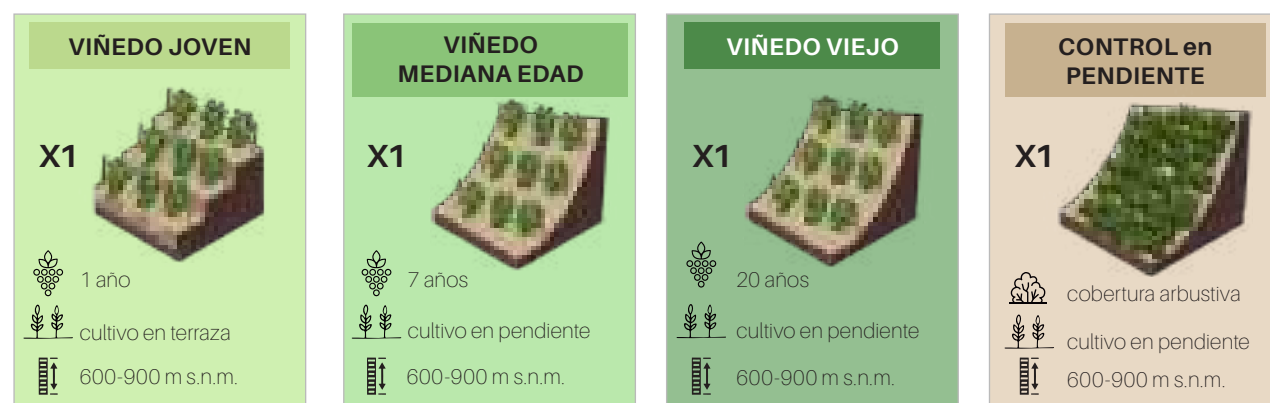 VIÑEDO JOVEN
X1
1 año
cultivo en terraza
600-900 m s.n.m.
VIÑEDO
MEDIANA EDAD
X1
7 años
cultivo en pendiente
600-900 m s.n.m.
VIÑEDO VIEJO
X1
20 años
cultivo en pendiente
600-900 m s.n.m.
CONTROL en
PENDIENTE
X1
cobertura arbustiva
cultivo en pendiente
600-900 m s.n.m.